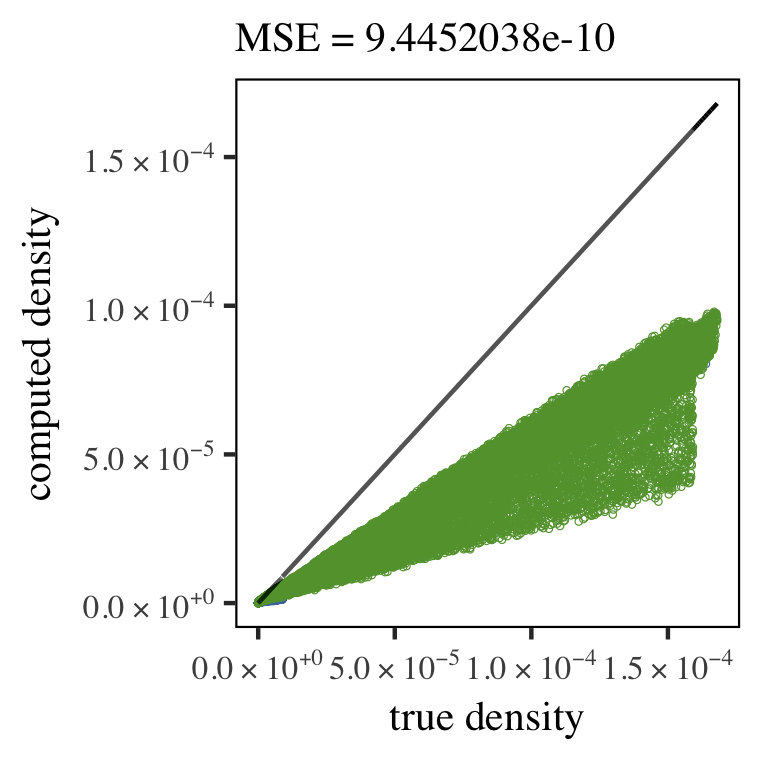 MSE = 9.4452038e-10
computed density
1.5 × 10⁻⁴
1.0 × 10⁻⁴
5.0 × 10⁻⁵
0.0 × 10⁺⁰
0.0 × 10⁺⁰ 5.0 × 10⁻⁵ 1.0 × 10⁻⁴ 1.5 × 10⁻⁴
true density